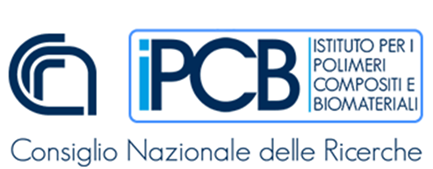 iPCB
ISTITUTO PER I
POLIMERI
COMPOSITI E
BIOMATERIALI
Consiglio Nazionale delle Ricerche